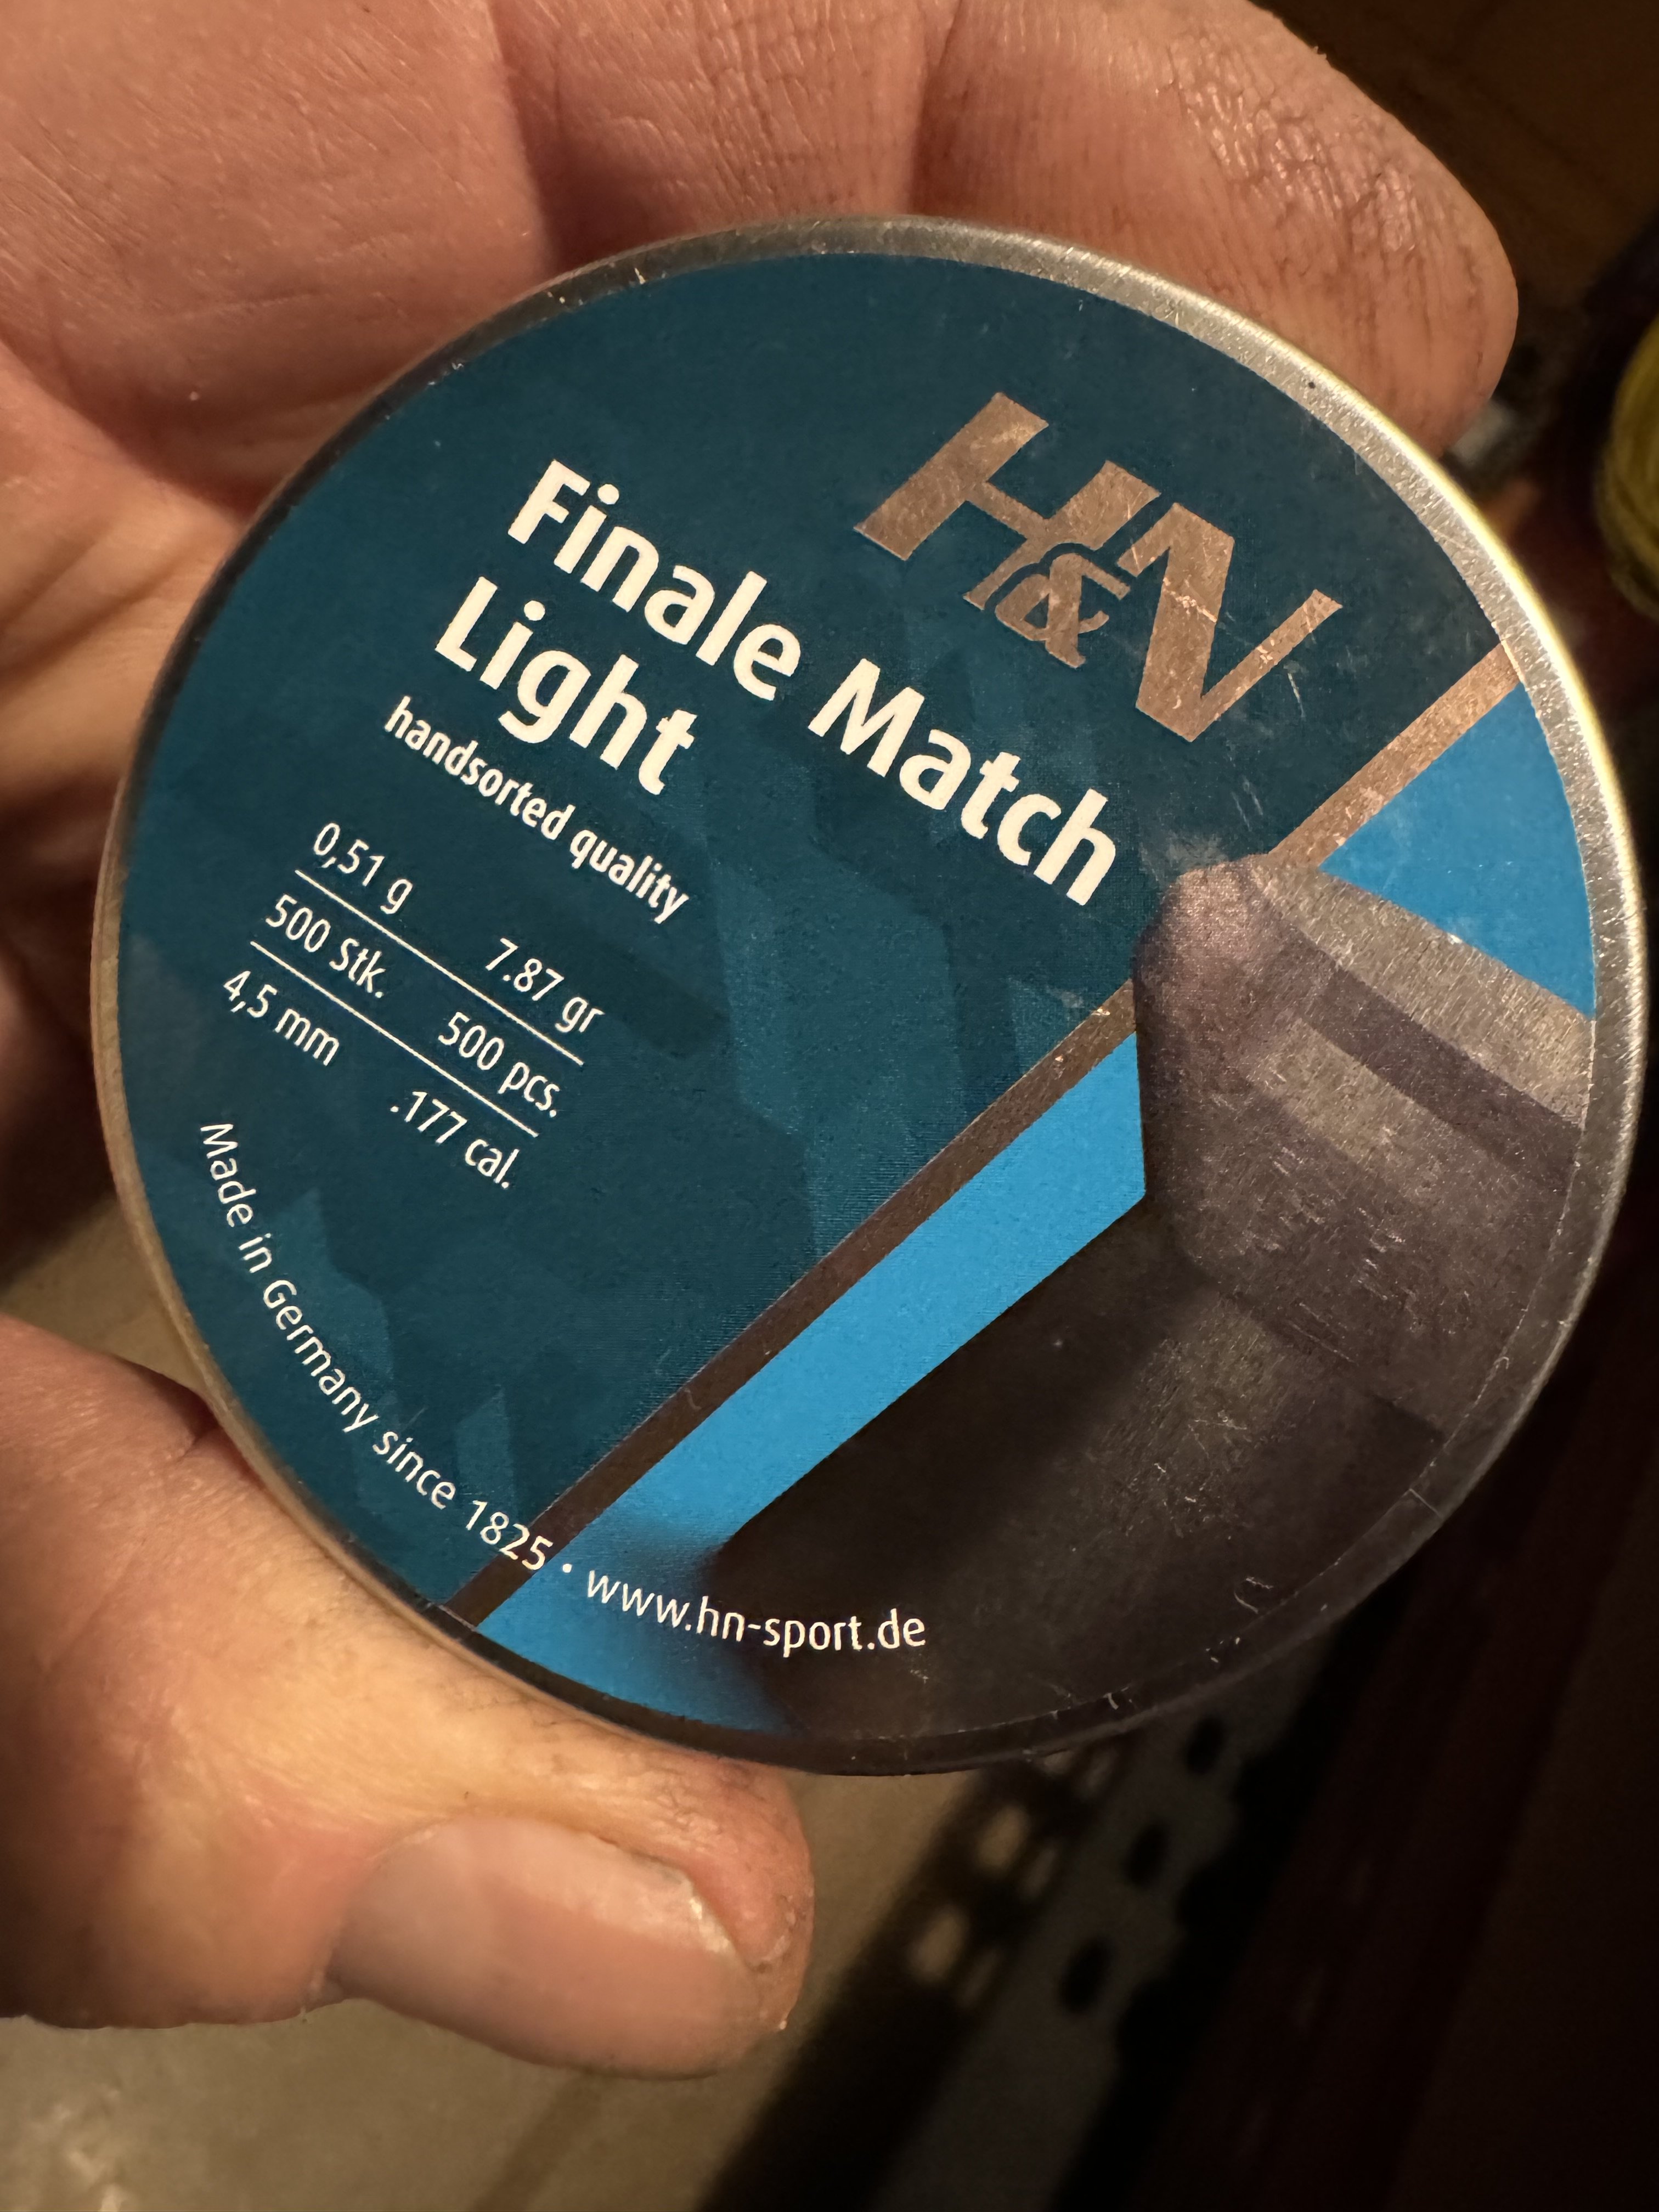 H&N
Finale Match
Light
handsorted quality
0,51 g 7.87 gr
500 Stk. 500 pcs.
4,5 mm .177 cal.
Made in Germany since 1825 • www.hn-sport.de